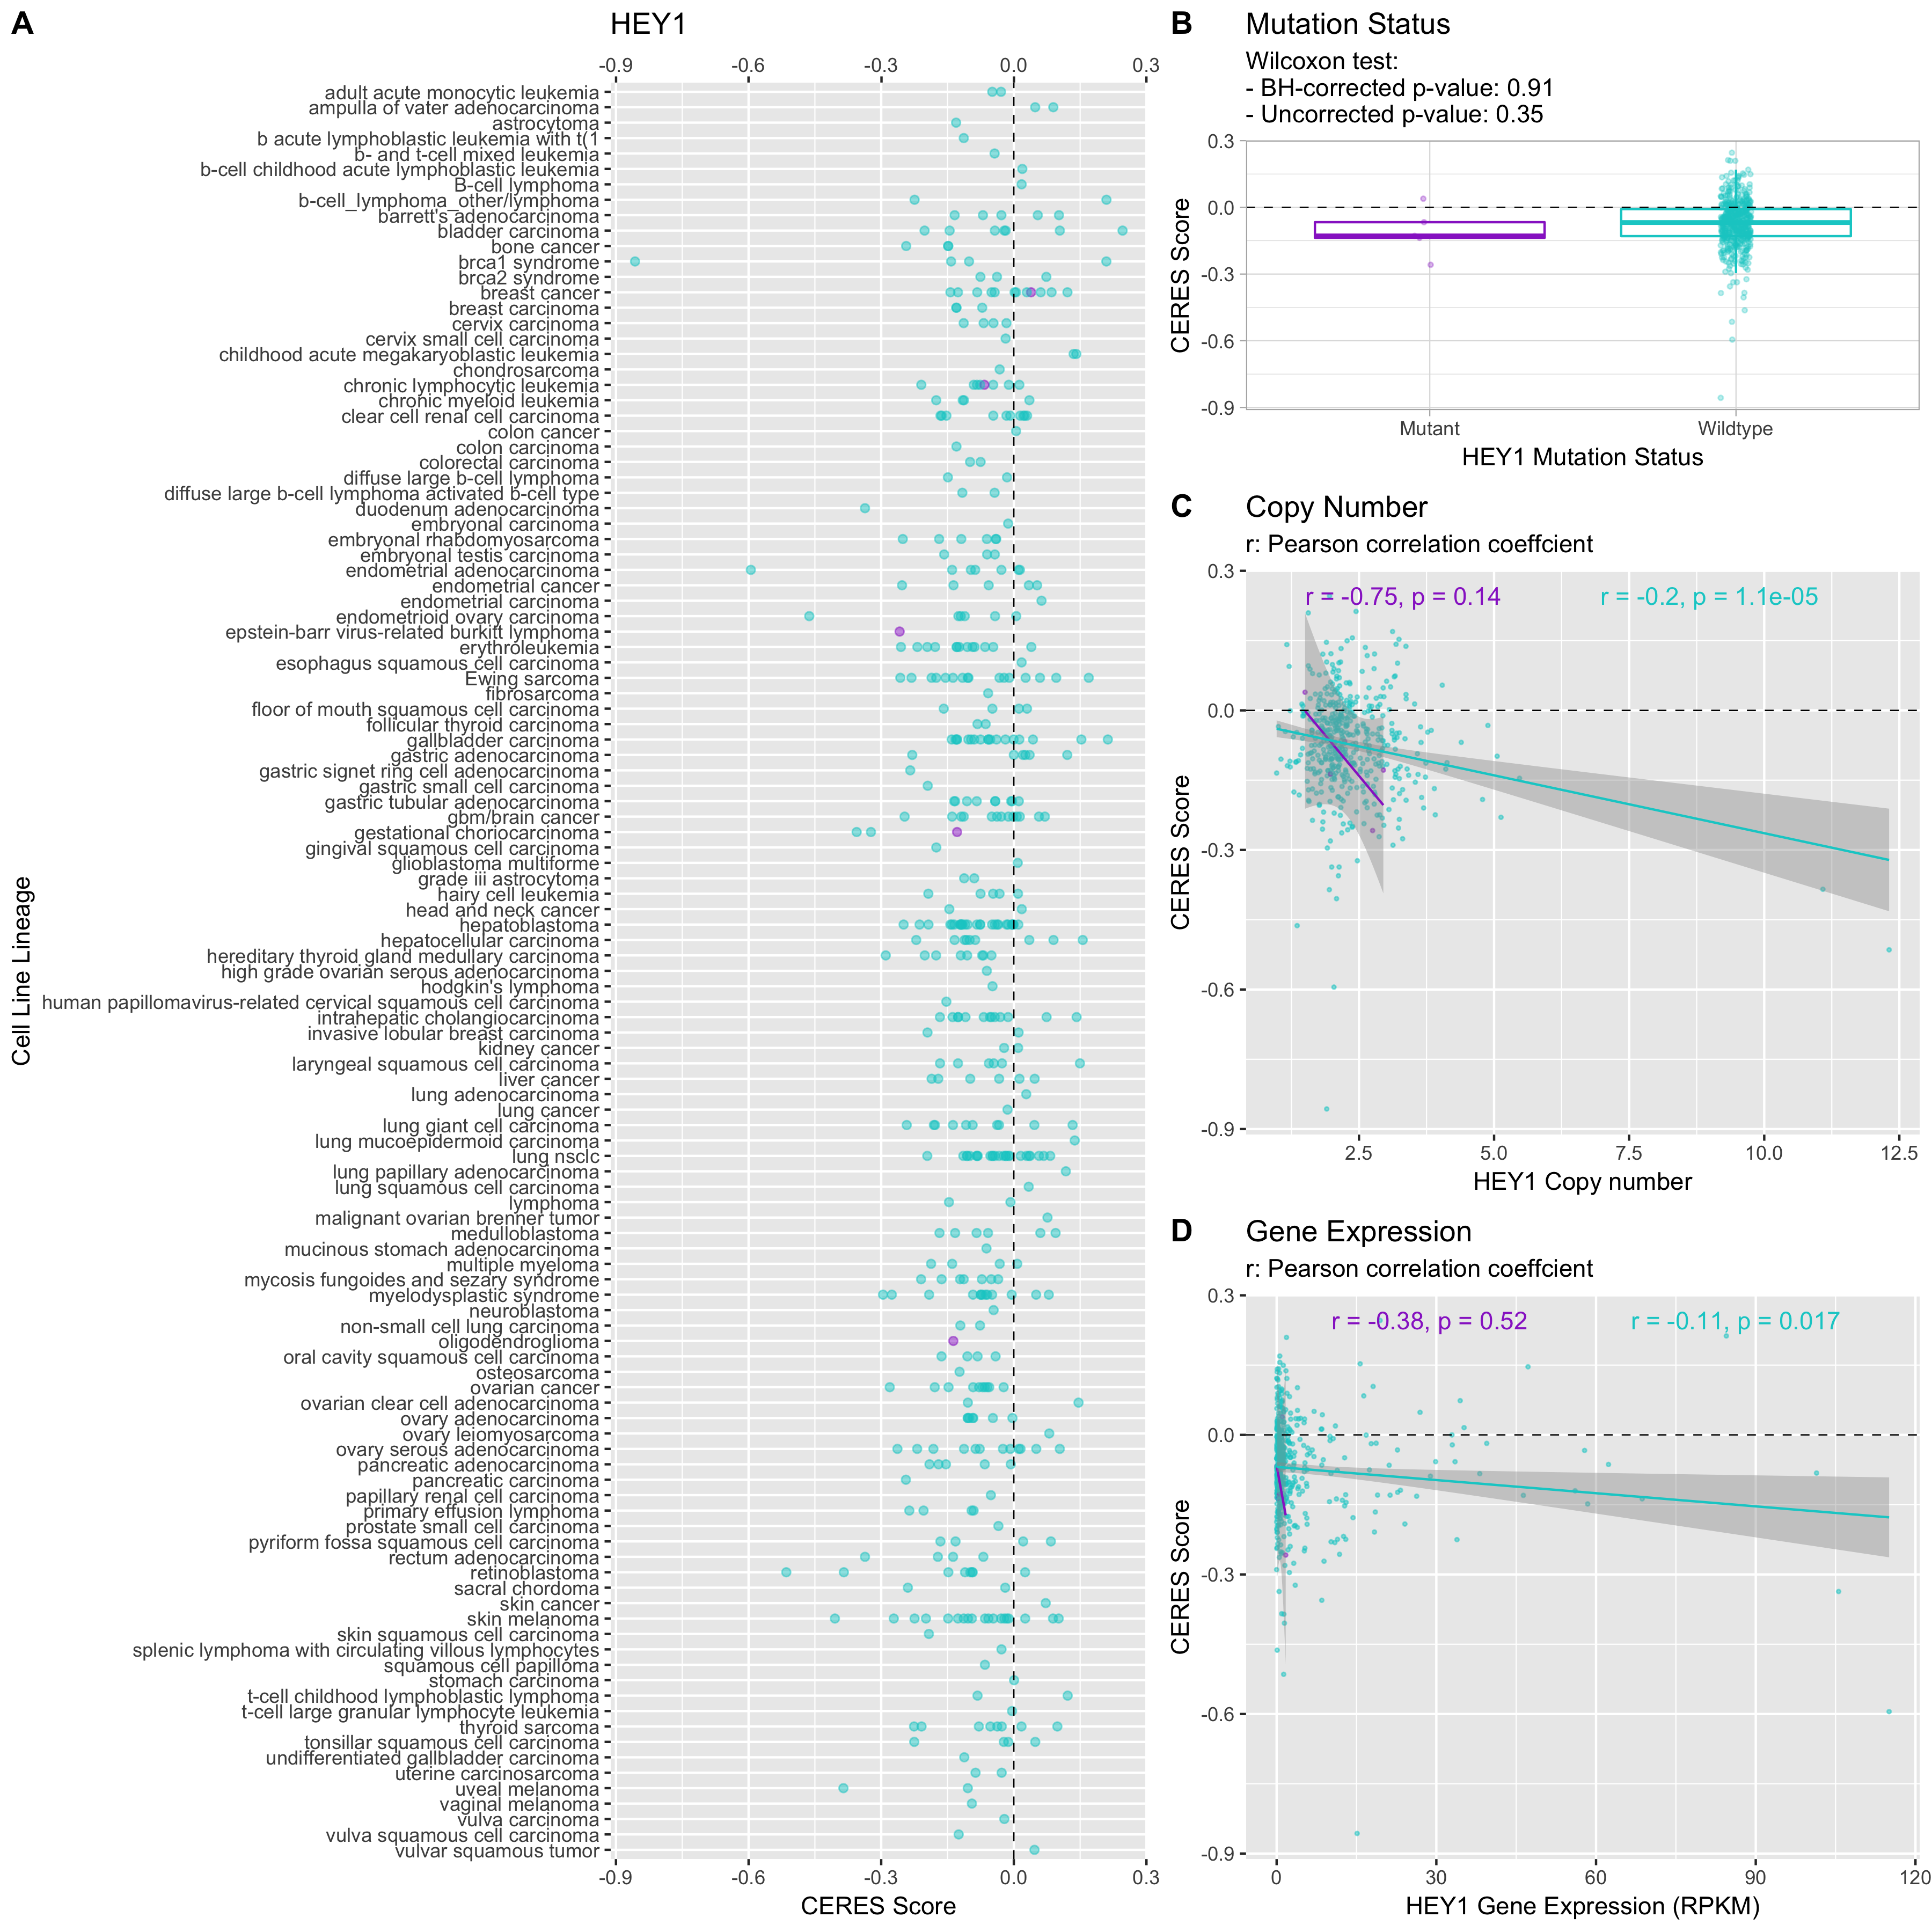 A
HEY1
-0.9 -0.6 -0.3 0.0 0.3
adult acute monocytic leukemia
ampulla of vater adenocarcinoma
astrocytoma
b acute lymphoblastic leukemia with t(1
b- and t-cell mixed leukemia
b-cell childhood acute lymphoblastic leukemia
B-cell lymphoma
b-cell_lymphoma_other/lymphoma
barrett's adenocarcinoma
bladder carcinoma
bone cancer
brca1 syndrome
brca2 syndrome
breast cancer
breast carcinoma
cervix carcinoma
cervix small cell carcinoma
childhood acute megakaryoblastic leukemia
chondrosarcoma
chronic lymphocytic leukemia
chronic myeloid leukemia
clear cell renal cell carcinoma
colon cancer
colon carcinoma
colorectal carcinoma
diffuse large b-cell lymphoma
diffuse large b-cell lymphoma activated b-cell type
duodenum adenocarcinoma
embryonal carcinoma
embryonal rhabdomyosarcoma
embryonal testis carcinoma
endometrial adenocarcinoma
endometrial cancer
endometrial carcinoma
endometrioid ovary carcinoma
epstein-barr virus-related burkitt lymphoma
erythroleukemia
esophagus squamous cell carcinoma
Ewing sarcoma
fibrosarcoma
floor of mouth squamous cell carcinoma
follicular thyroid carcinoma
gallbladder carcinoma
gastric adenocarcinoma
gastric signet ring cell adenocarcinoma
gastric small cell carcinoma
gastric tubular adenocarcinoma
gbm/brain cancer
gestational choriocarcinoma
gingival squamous cell carcinoma
glioblastoma multiforme
grade iii astrocytoma
hairy cell leukemia
head and neck cancer
hepatoblastoma
hepatocellular carcinoma
hereditary thyroid gland medullary carcinoma
high grade ovarian serous adenocarcinoma
hodgkin's lymphoma
human papillomavirus-related cervical squamous cell carcinoma
intrahepatic cholangiocarcinoma
invasive lobular breast carcinoma
kidney cancer
laryngeal squamous cell carcinoma
liver cancer
lung adenocarcinoma
lung cancer
lung giant cell carcinoma
lung mucoepidermoid carcinoma
lung nsclc
lung papillary adenocarcinoma
lung squamous cell carcinoma
lymphoma
malignant ovarian brenner tumor
medulloblastoma
mucinous stomach adenocarcinoma
multiple myeloma
mycosis fungoides and sezary syndrome
myelodysplastic syndrome
neuroblastoma
non-small cell lung carcinoma
oligodendroglioma
oral cavity squamous cell carcinoma
osteosarcoma
ovarian cancer
ovarian clear cell adenocarcinoma
ovary adenocarcinoma
ovary leiomyosarcoma
ovary serous adenocarcinoma
pancreatic adenocarcinoma
pancreatic carcinoma
papillary renal cell carcinoma
primary effusion lymphoma
prostate small cell carcinoma
pyriform fossa squamous cell carcinoma
rectum adenocarcinoma
retinoblastoma
sacral chordoma
skin cancer
skin melanoma
skin squamous cell carcinoma
splenic lymphoma with circulating villous lymphocytes
squamous cell papilloma
stomach carcinoma
t-cell childhood lymphoblastic lymphoma
t-cell large granular lymphocyte leukemia
thyroid sarcoma
tonsillar squamous cell carcinoma
undifferentiated gallbladder carcinoma
uterine carcinosarcoma
uveal melanoma
vaginal melanoma
vulva carcinoma
vulva squamous cell carcinoma
vulvar squamous tumor
-0.9 -0.6 -0.3 0.0 0.3
CERES Score
Cell Line Lineage
B
Mutation Status
Wilcoxon test:
- BH-corrected p-value: 0.91
- Uncorrected p-value: 0.35
0.3
0.0
-0.3
-0.6
-0.9
CERES Score
Mutant Wildtype
HEY1 Mutation Status
C
Copy Number
r: Pearson correlation coeffcient
r = -0.75, p = 0.14
r = -0.2, p = 1.1e-05
0.3
0.0
-0.3
-0.6
-0.9
CERES Score
2.5 5.0 7.5 10.0 12.5
HEY1 Copy number
D
Gene Expression
r: Pearson correlation coeffcient
r = -0.38, p = 0.52
r = -0.11, p = 0.017
0.3
0.0
-0.3
-0.6
-0.9
CERES Score
0 30 60 90 120
HEY1 Gene Expression (RPKM)